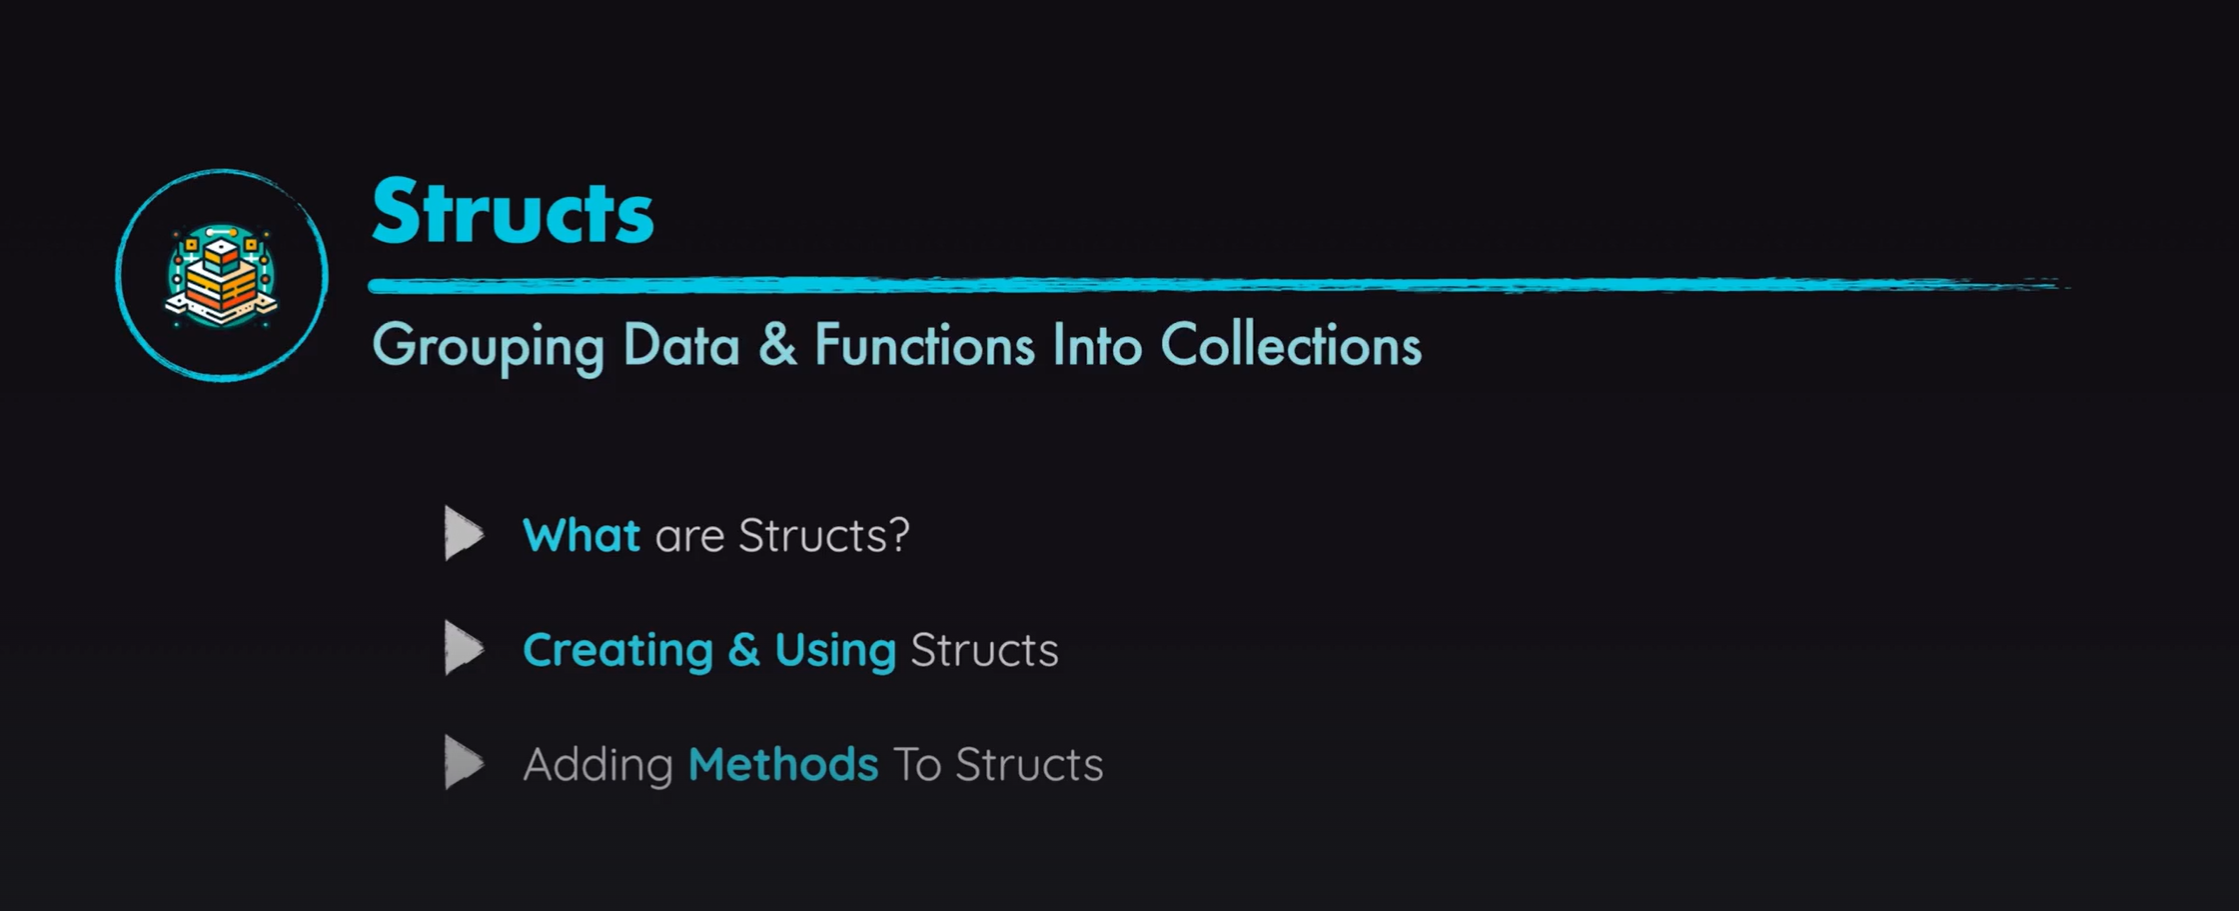 Structs
Grouping Data & Functions Into Collections
What are Structs?
Creating & Using Structs
Adding Methods To Structs